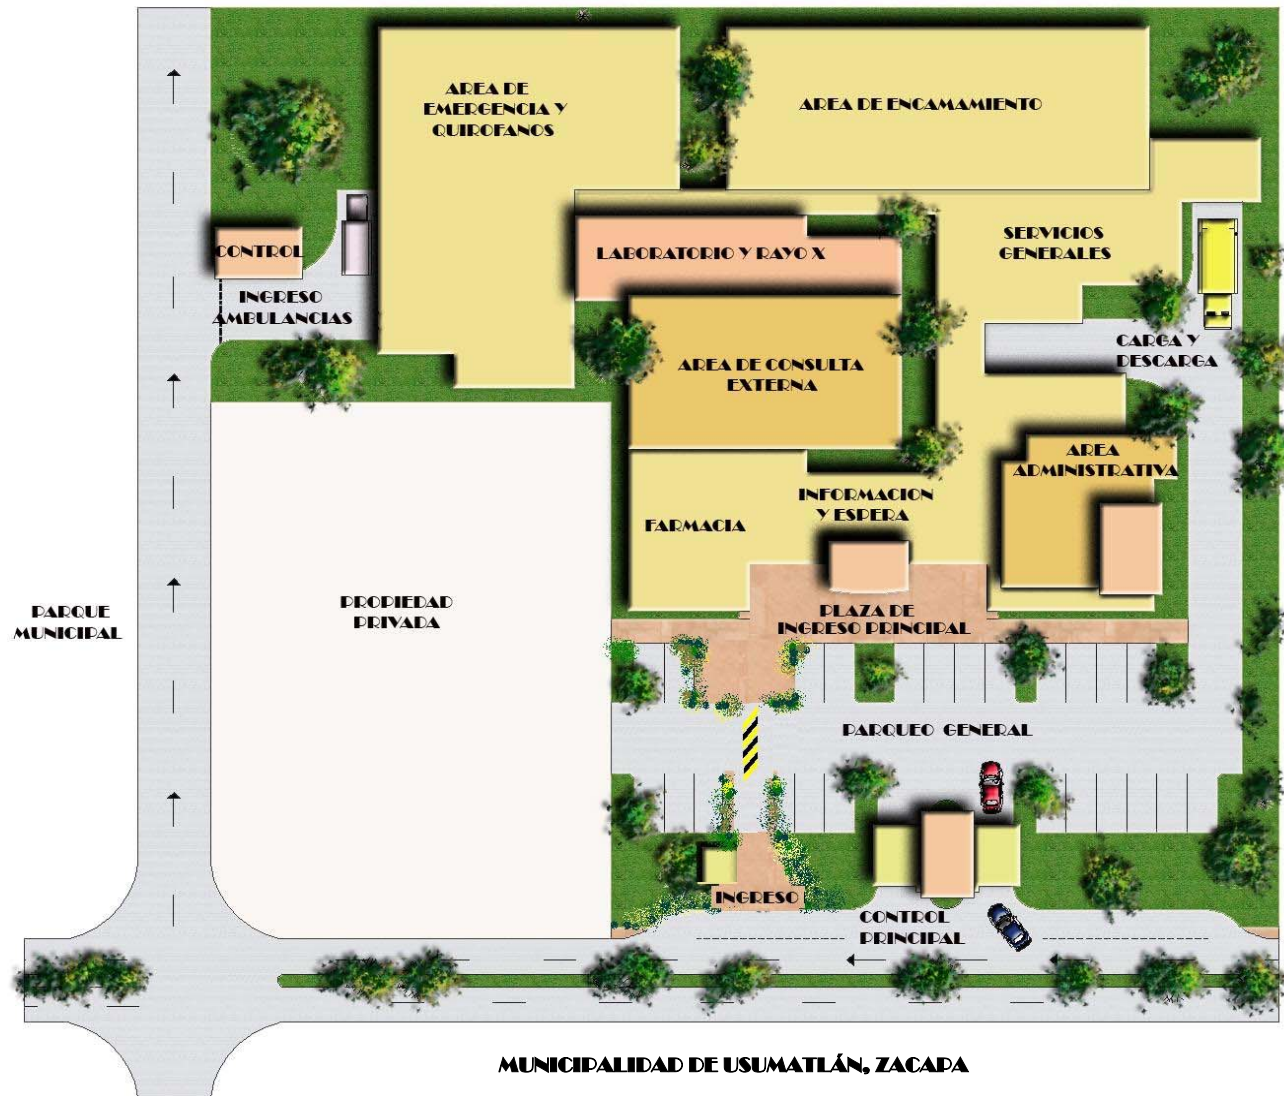 AREA DE
EMERGENCIA Y
QUIROFANOS
AREA DE ENCAMAMIENTO
CONTROL
LABORATORIO Y RAYO X
SERVICIOS
GENERALES
INGRESO
AMBULANCIAS
CARGA Y
DESCARGA
AREA DE CONSULTA
EXTERNA
AREA
ADMINISTRATIVA
INFORMACION
Y ESPERA
FARMACIA
PROPIEDAD
PRIVADA
PARQUE
MUNICIPAL
PLAZA DE
INGRESO PRINCIPAL
PARQUEO GENERAL
INGRESO
CONTROL
PRINCIPAL
MUNICIPALIDAD DE USUMATLÁN, ZACAPA